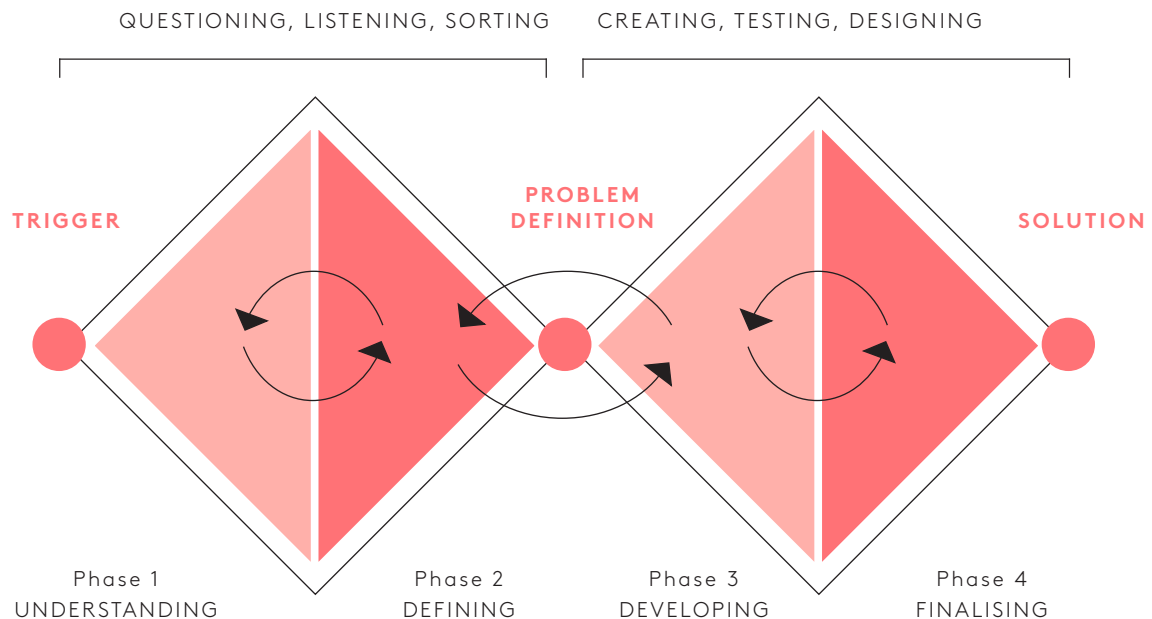 QUESTIONING, LISTENING, SORTING
CREATING, TESTING, DESIGNING
TRIGGER
PROBLEM
DEFINITION
SOLUTION
Phase 1
UNDERSTANDING
Phase 2
DEFINING
Phase 3
DEVELOPING
Phase 4
FINALISING